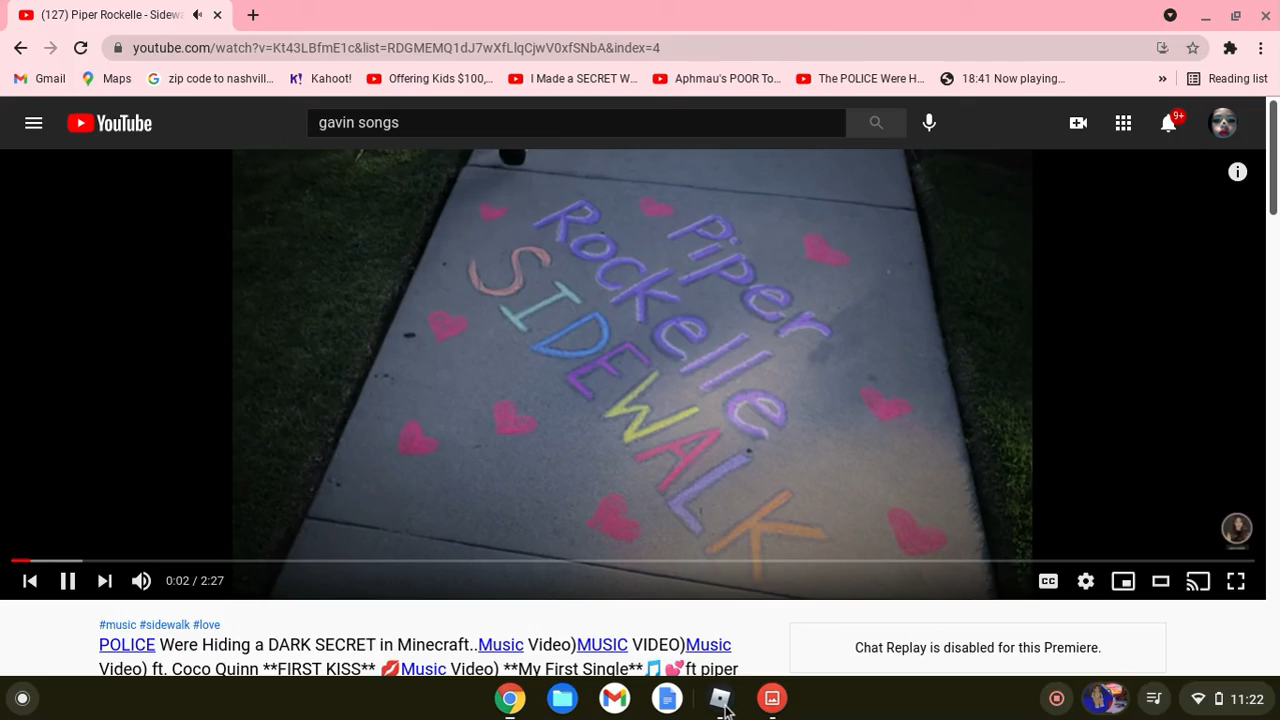 (127) Piper Rockelle - Sidewa
youtube.com/watch?v=Kt43LBfmE1c&list=RDGMEMQ1dJ7wXfLlqCjwV0xfSNbA&index=4
Gmail Maps zip code to nashvill... Kahoot! Offering Kids $100,... I Made a SECRET W... Aphmau's POOR To... The POLICE Were H... 18:41 Now playing... » Reading list
YouTube gavin songs 9+
Piper
Rockelle
SIDEWALK
0:02 / 2:27 CC
#music #sidewalk #love
POLICE Were Hiding a DARK SECRET in Minecraft..Music Video)MUSIC VIDEO)Music
Video) ft. Coco Quinn **FIRST KISS** 💋Music Video) **My First Single**🎵💕ft piper
Chat Replay is disabled for this Premiere.
11:22